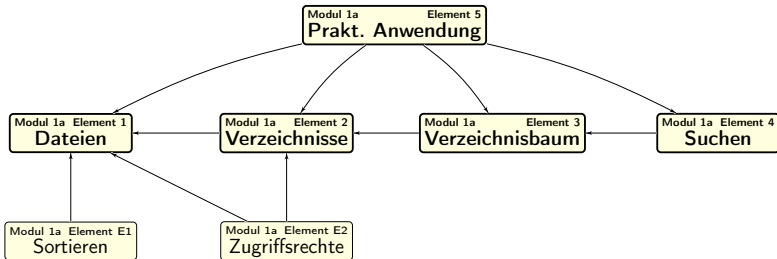 Modul 1a Element 5
Prakt. Anwendung
Modul 1a Element 1
Dateien
Modul 1a Element 2
Verzeichnisse
Modul 1a Element 3
Verzeichnisbaum
Modul 1a Element 4
Suchen
Modul 1a Element E1
Sortieren
Modul 1a Element E2
Zugriffsrechte